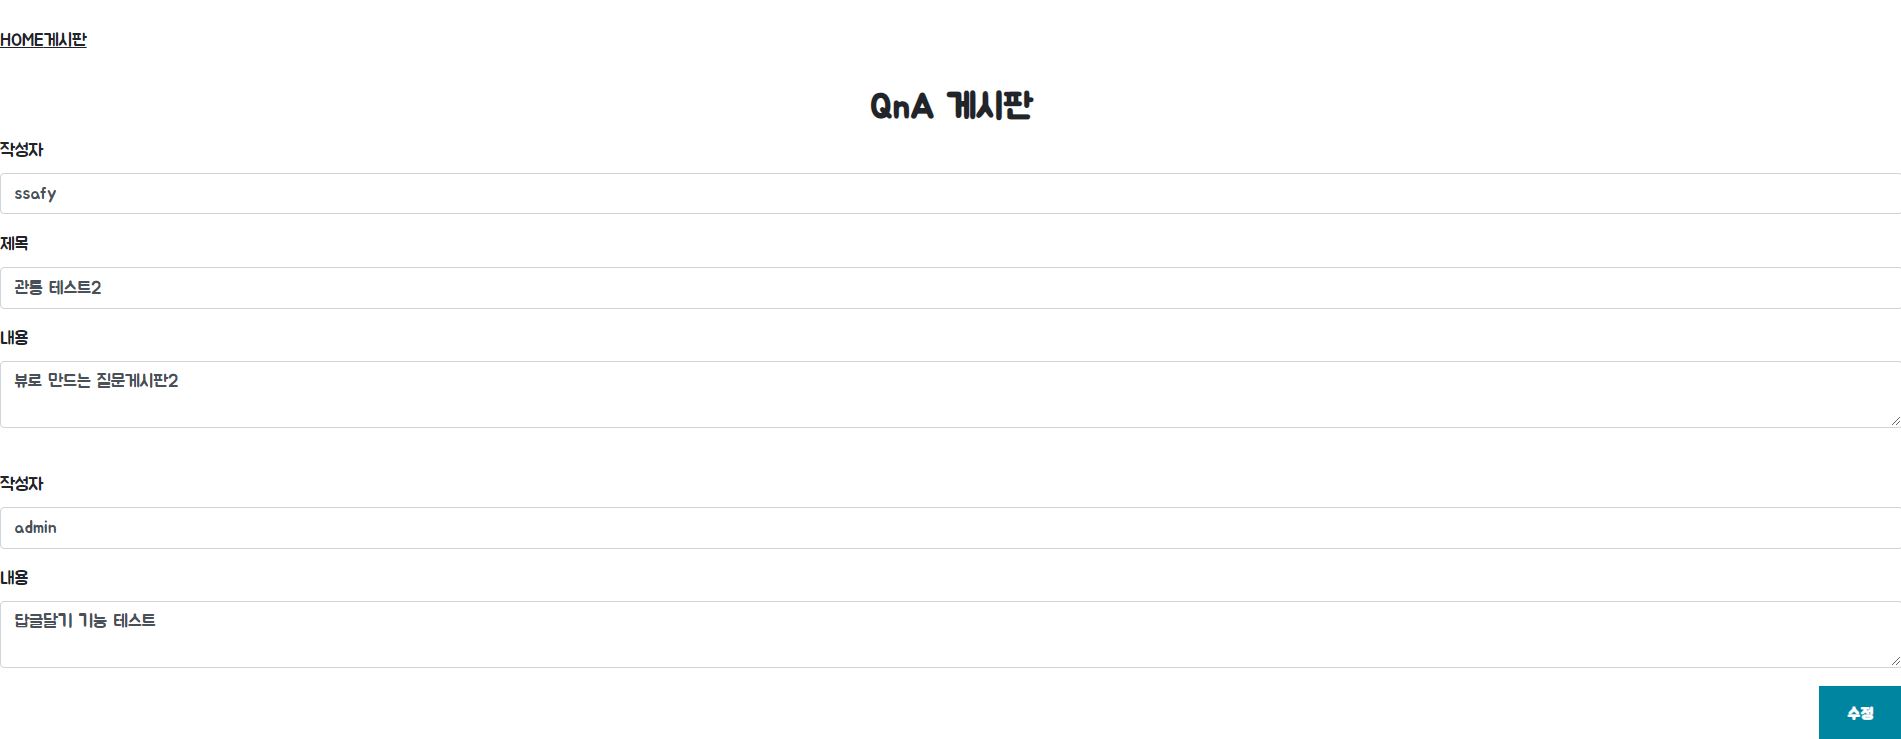 HOME게시판
QnA 게시판
작성자
ssafy
제목
관통 테스트2
내용
뷰로 만드는 질문게시판2
작성자
admin
내용
답글달기 기능 테스트
수정